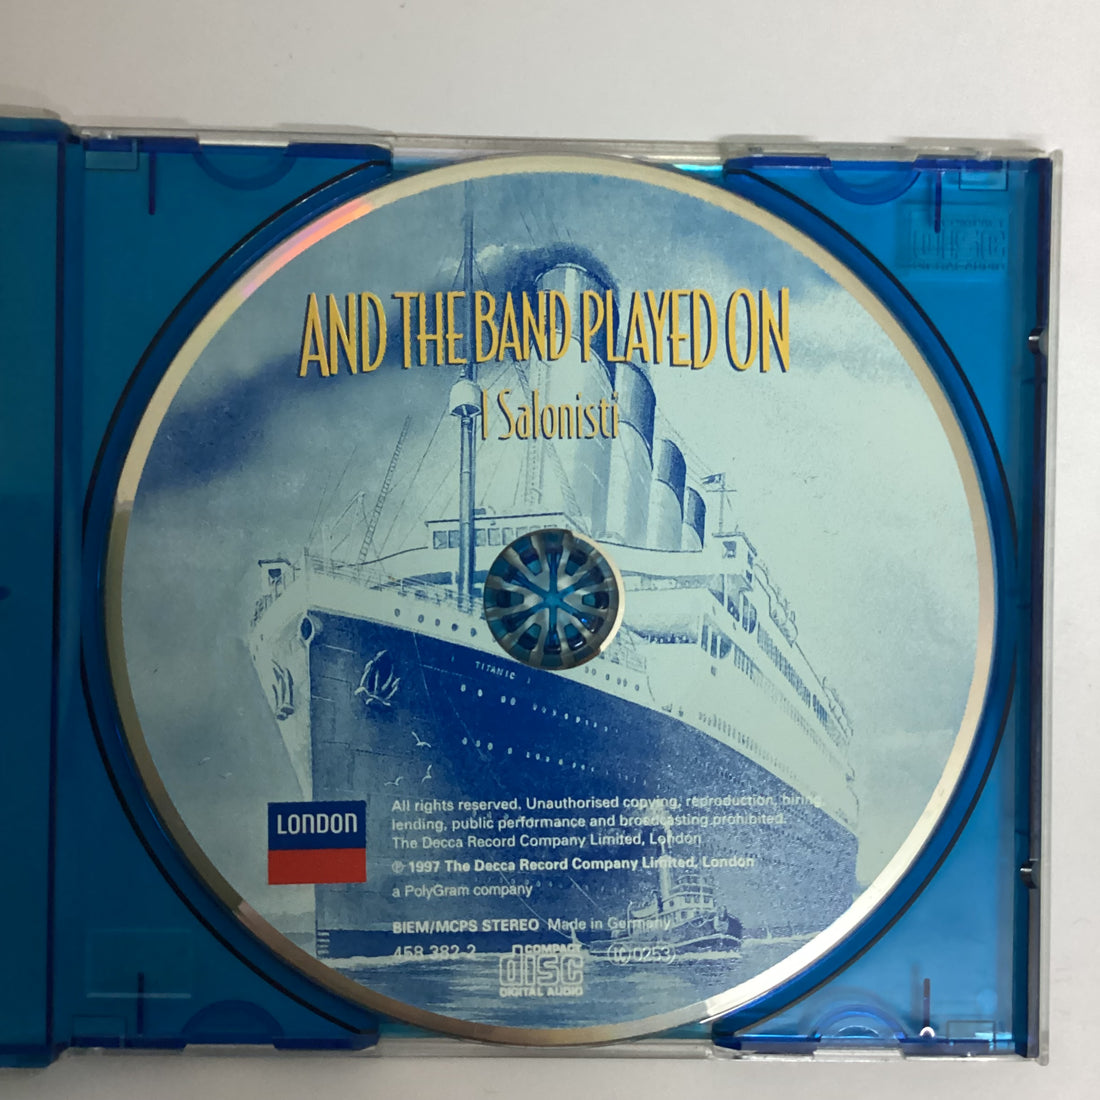 AND THE BAND PLAYED ON
I Salonisti
TITANIC
LONDON
All rights reserved. Unauthorised copying, reproduction, hiring,
lending, public performance and broadcasting prohibited.
The Decca Record Company Limited, London
℗ 1997 The Decca Record Company Limited, London
a PolyGram company
BIEM/MCPS STEREO Made in Germany
458 382-2
COMPACT
disc
DIGITAL AUDIO
LC 0253